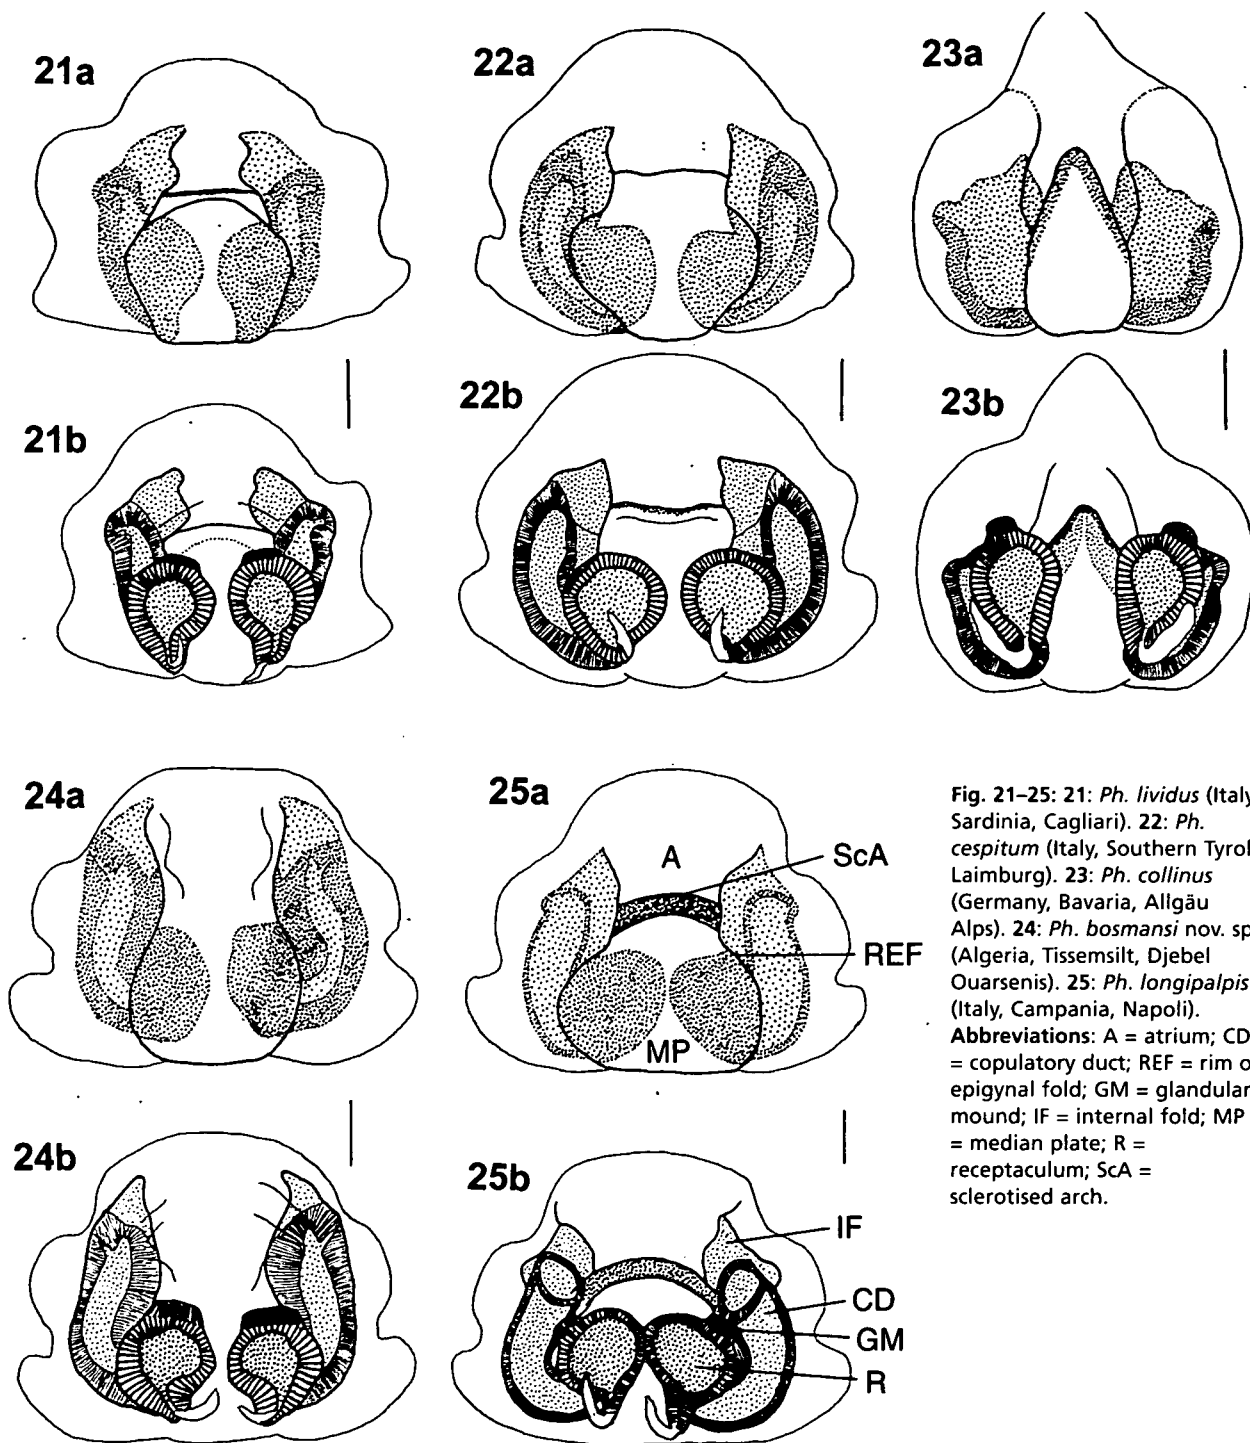 21a
22a
23a
21b
22b
23b
24a
25a
A
ScA
REF
MP
24b
25b
IF
CD
GM
R
Fig. 21–25: 21: Ph. lividus (Italy
Sardinia, Cagliari). 22: Ph.
cespitum (Italy, Southern Tyrol
Laimburg). 23: Ph. collinus
(Germany, Bavaria, Allgäu
Alps). 24: Ph. bosmansi nov. sp
(Algeria, Tissemsilt, Djebel
Ouarsenis). 25: Ph. longipalpis
(Italy, Campania, Napoli).
Abbreviations: A = atrium; CD
= copulatory duct; REF = rim o
epigynal fold; GM = glandular
mound; IF = internal fold; MP
= median plate; R =
receptaculum; ScA =
sclerotised arch.